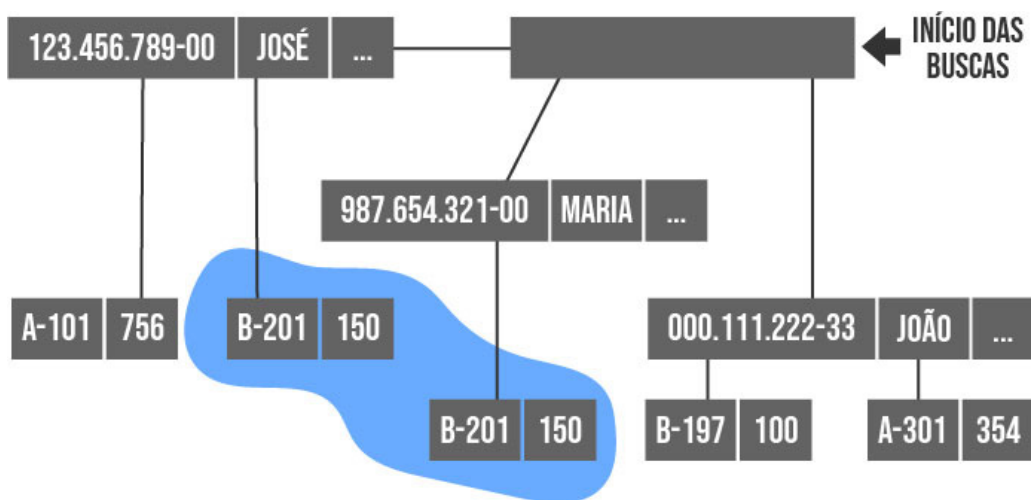 123.456.789-00 JOSÉ ...
INÍCIO DAS
BUSCAS
987.654.321-00 MARIA ...
A-101 756
B-201 150
000.111.222-33 JOÃO ...
B-201 150
B-197 100
A-301 354